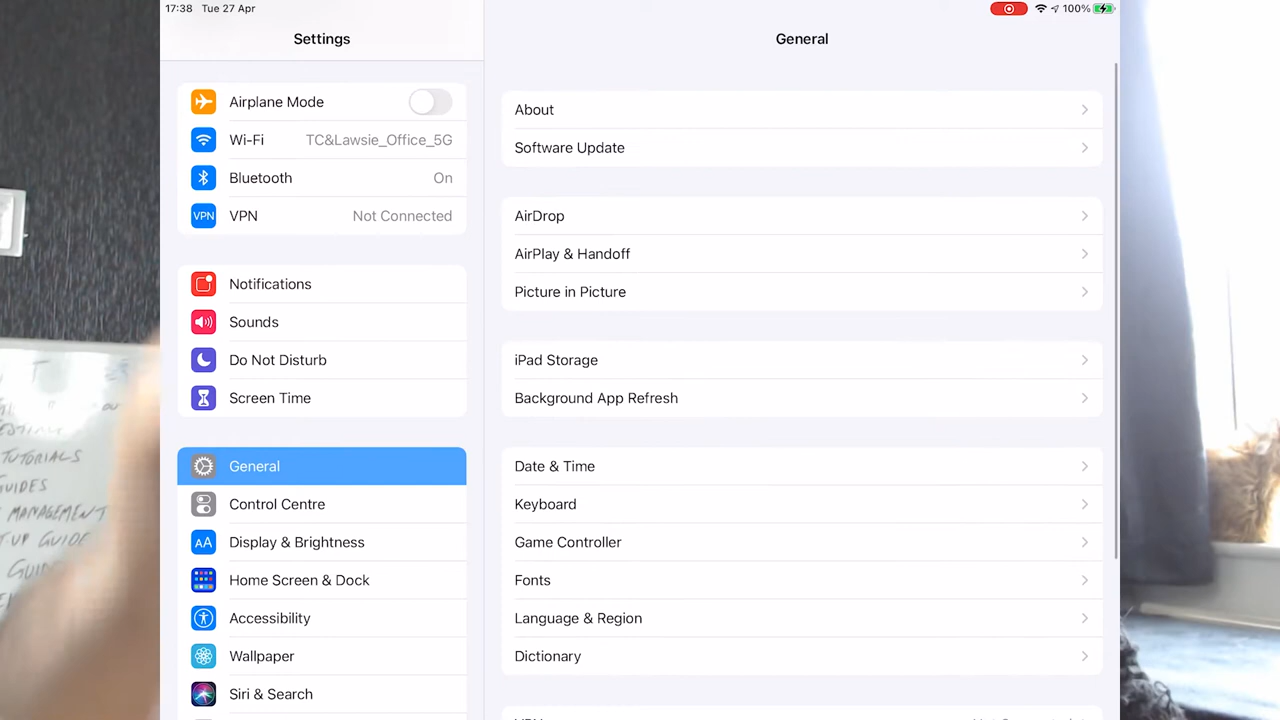 17:38 Tue 27 Apr
100%
Settings
Airplane Mode
Wi-Fi TC&Lawsie_Office_5G
Bluetooth On
VPN VPN Not Connected
Notifications
Sounds
Do Not Disturb
Screen Time
General
Control Centre
AA Display & Brightness
Home Screen & Dock
Accessibility
Wallpaper
Siri & Search
General
About
Software Update
AirDrop
AirPlay & Handoff
Picture in Picture
iPad Storage
Background App Refresh
Date & Time
Keyboard
Game Controller
Fonts
Language & Region
Dictionary
TUTORIALS
GUIDES
MANAGEMENT
GUIDE